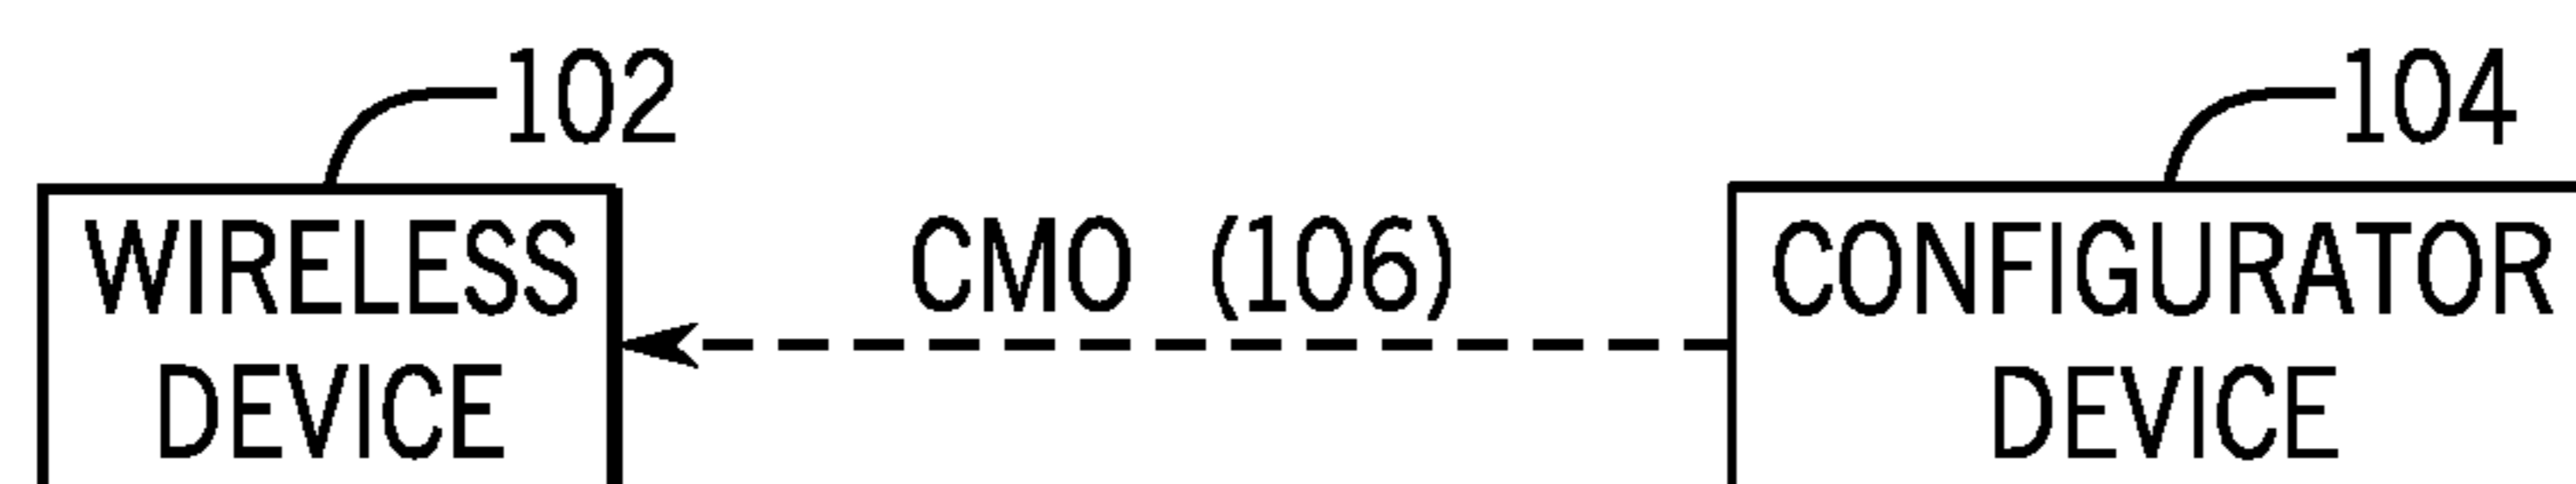 102
104
WIRELESS
DEVICE
CMO (106)
CONFIGURATOR
DEVICE